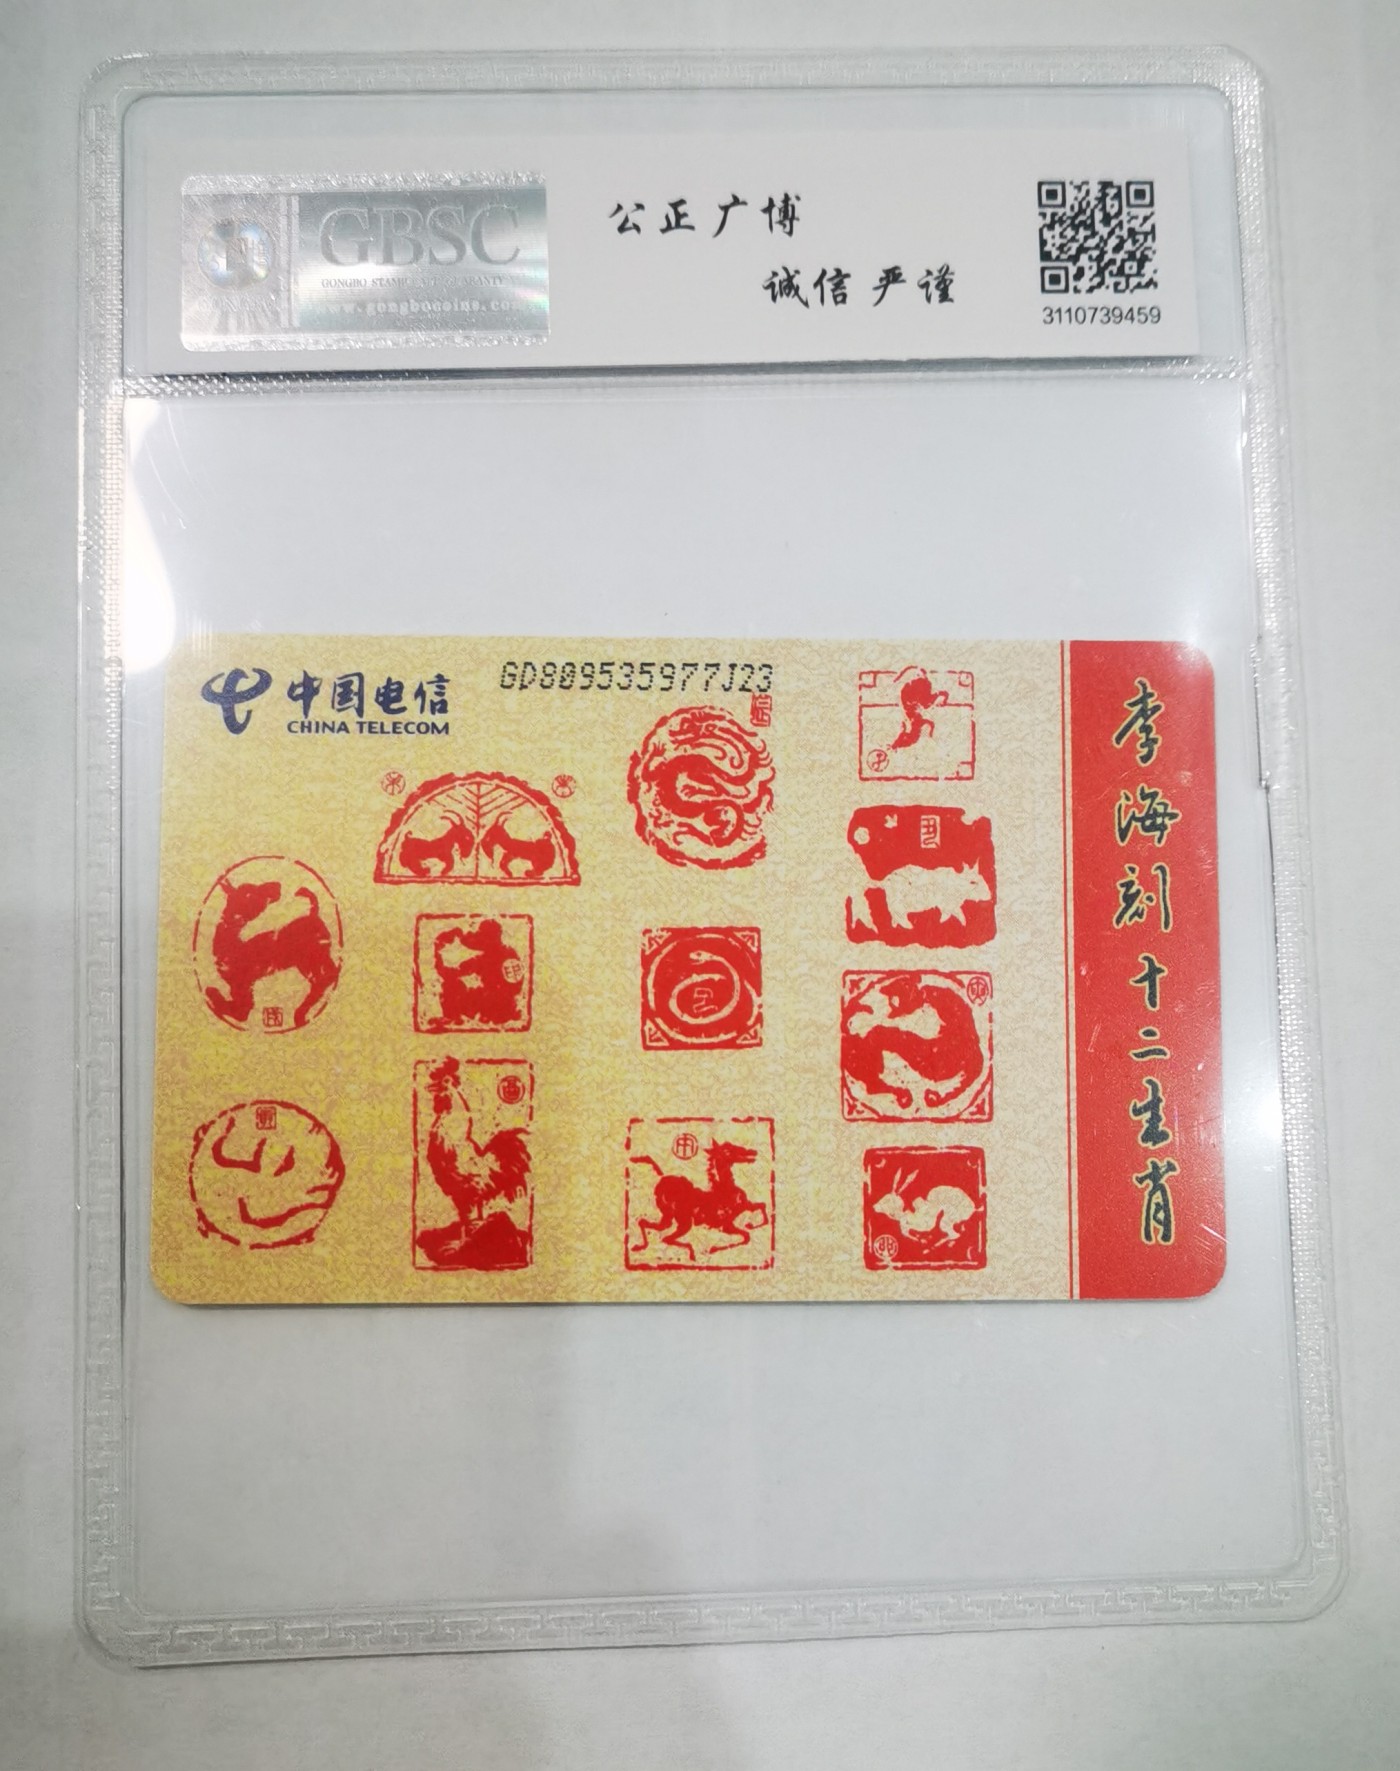 GBSC
公正广博
诚信严谨
3110739459
中国电信
CHINA TELECOM
GD809535977J23
李海刻十二生肖